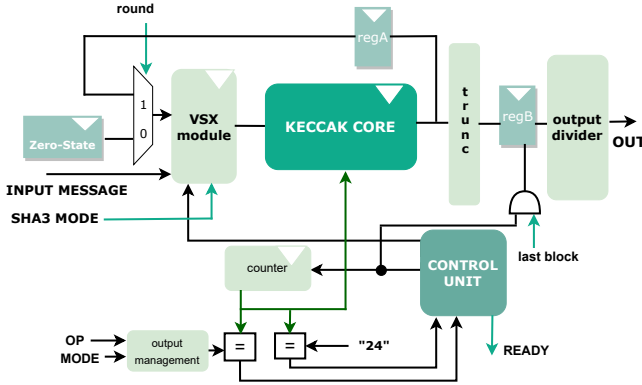 round
regA
1
0
Zero-State
VSX
module
KECCAK CORE
trunc
regB
output
divider
OUT
INPUT MESSAGE
SHA3 MODE
last block
counter
CONTROL
UNIT
OP
MODE
output
management
=
=
"24"
READY